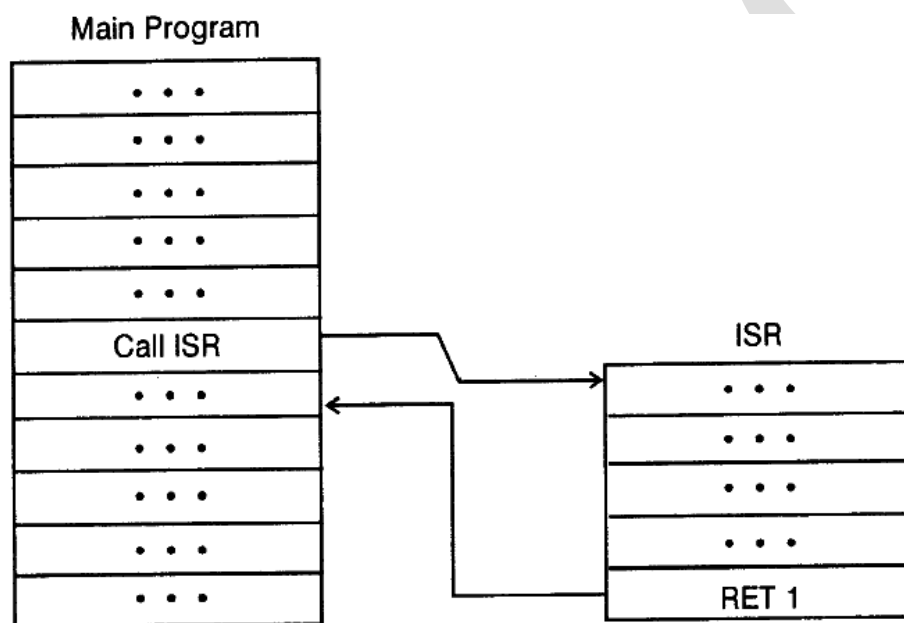 Main Program
• • •
• • •
• • •
• • •
• • •
Call ISR
• • •
• • •
• • •
• • •
• • •
ISR
• • •
• • •
• • •
• • •
RET 1